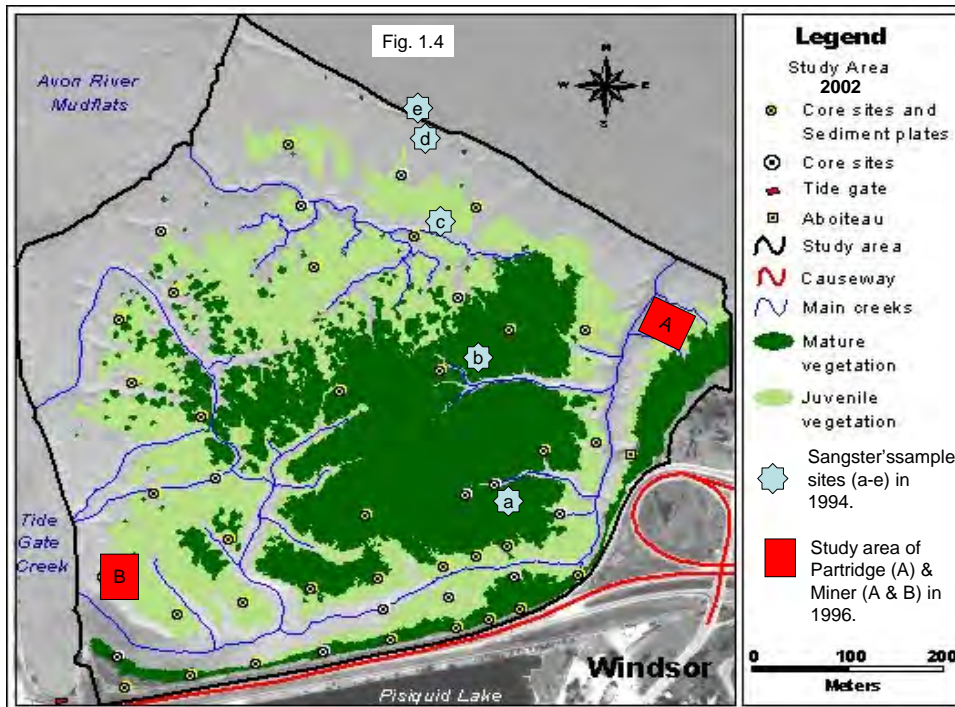 Fig. 1.4
Avon River
Mudflats
N
W
E
S
e
d
c
A
b
a
Tide
Gate
Creek
B
Windsor
Pisiquid Lake
Legend
Study Area
2002
Core sites and
Sediment plates
Core sites
Tide gate
Aboiteau
Study area
Causeway
Main creeks
Mature
vegetation
Juvenile
vegetation
Sangster'ssample
sites (a-e) in
1994.
Study area of
Partridge (A) &
Miner (A & B) in
1996.
0 100 200
Meters